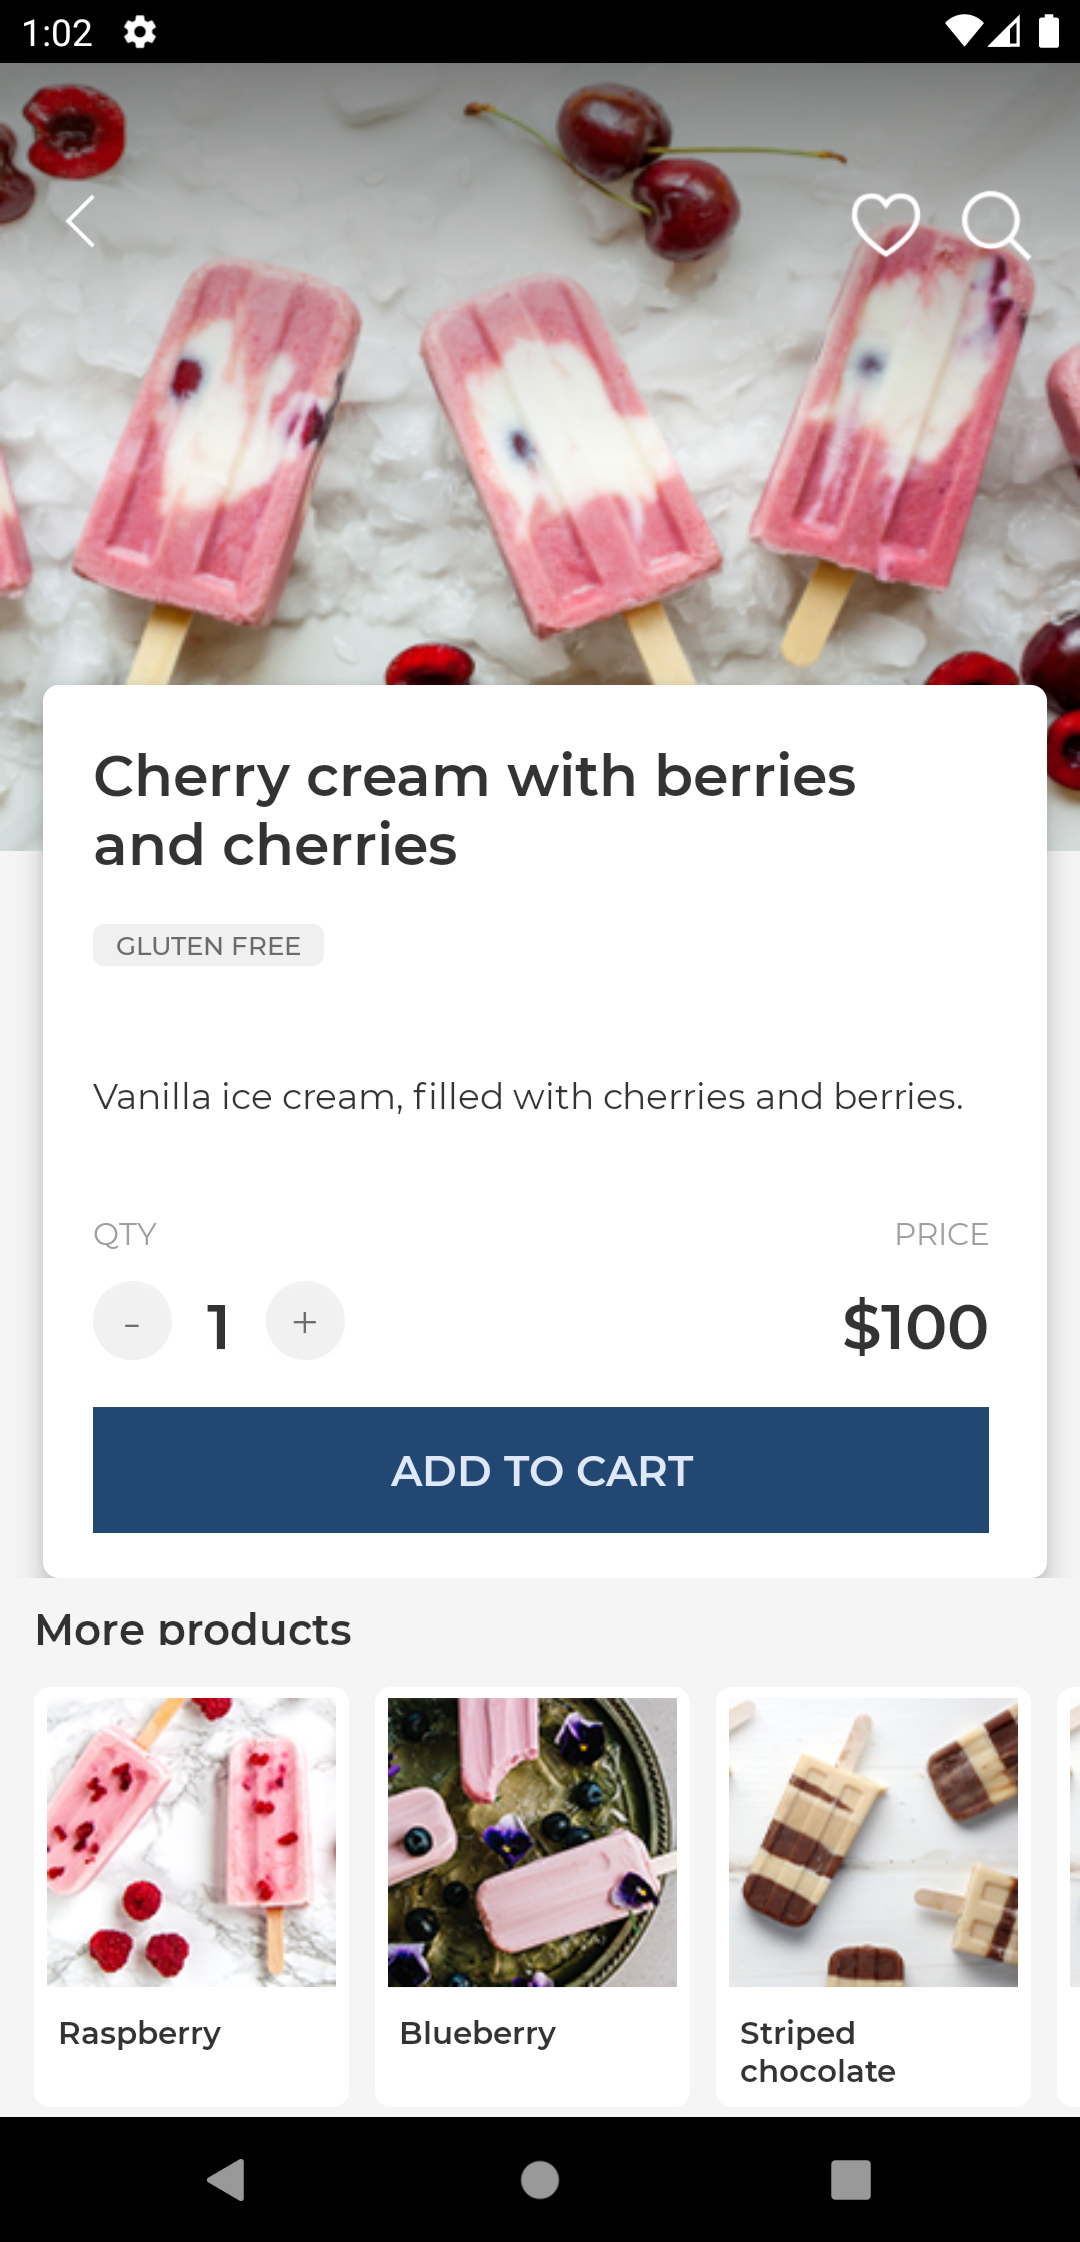 1:02
Cherry cream with berries
and cherries
GLUTEN FREE
Vanilla ice cream, filled with cherries and berries.
QTY
PRICE
- 1 +
$100
ADD TO CART
More products
Raspberry
Blueberry
Striped
chocolate